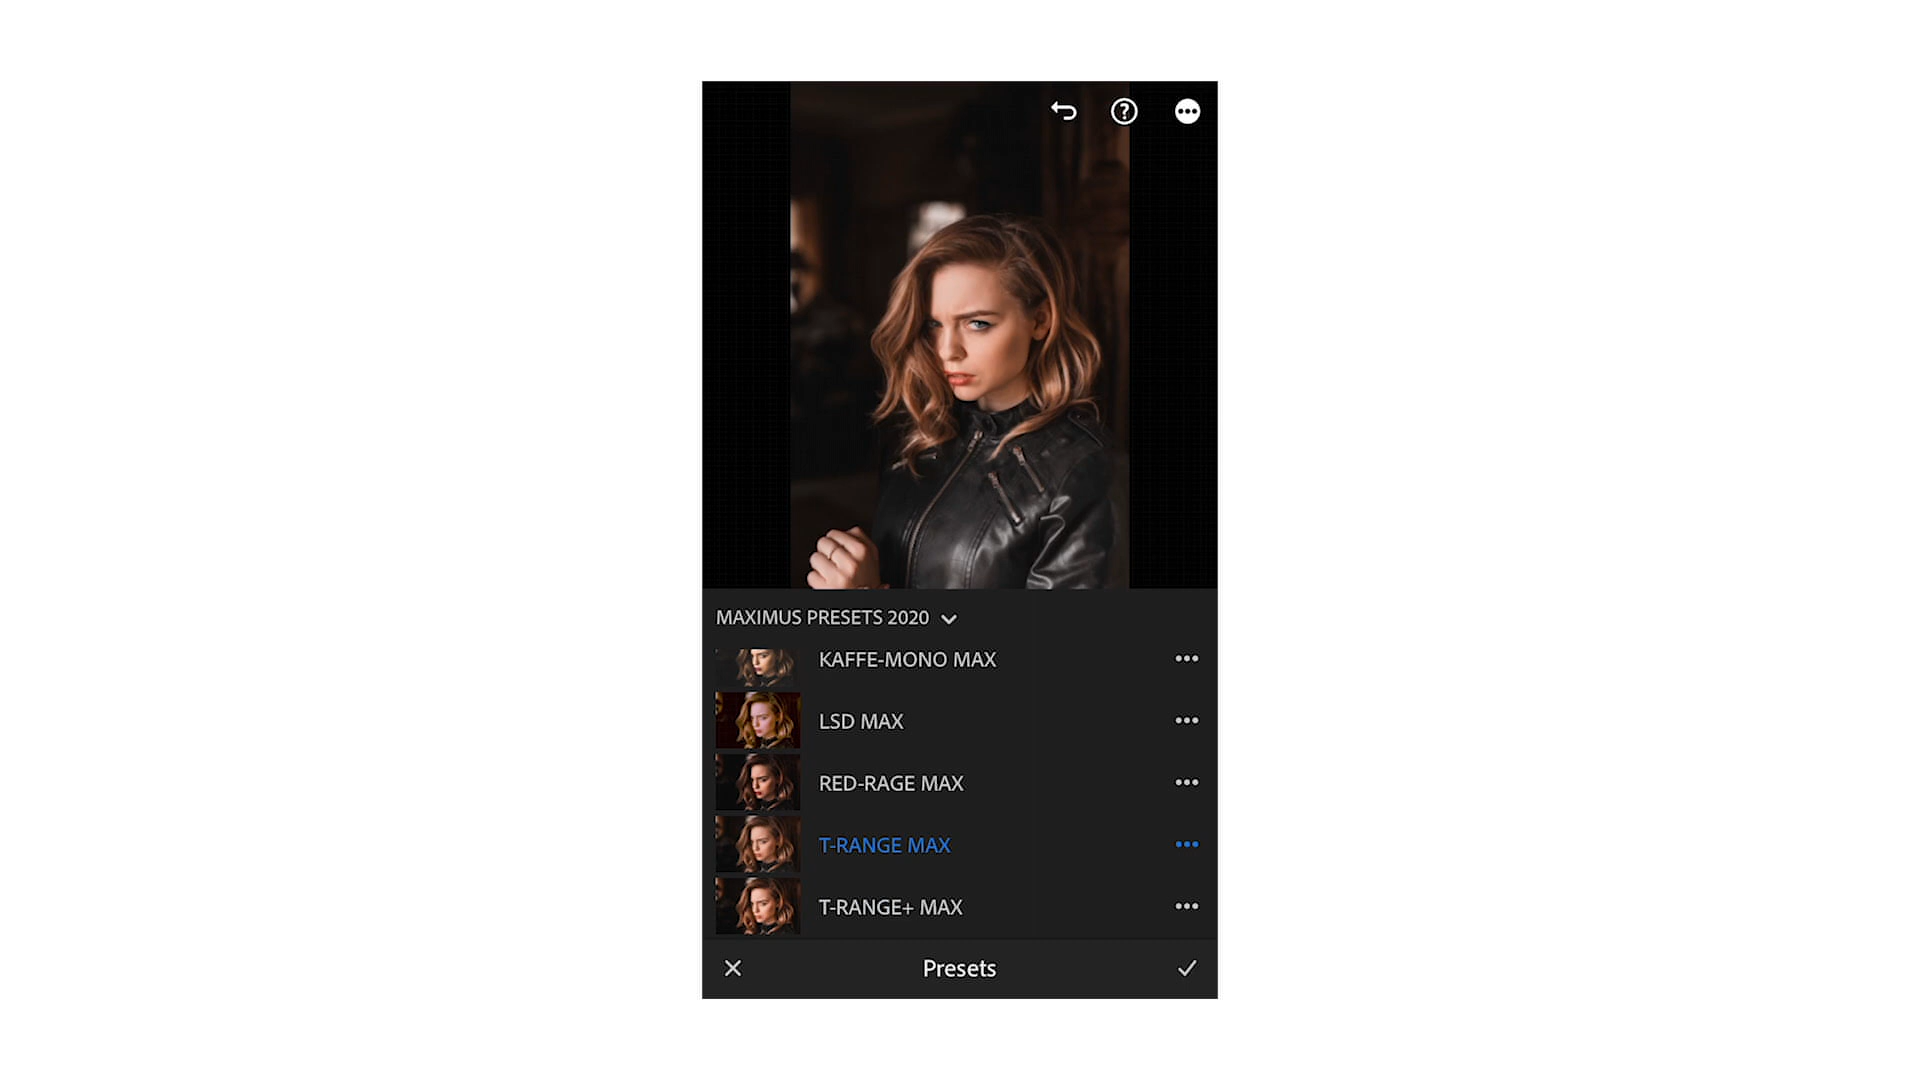 MAXIMUS PRESETS 2020
KAFFE-MONO MAX
LSD MAX
RED-RAGE MAX
T-RANGE MAX
T-RANGE+ MAX
Presets